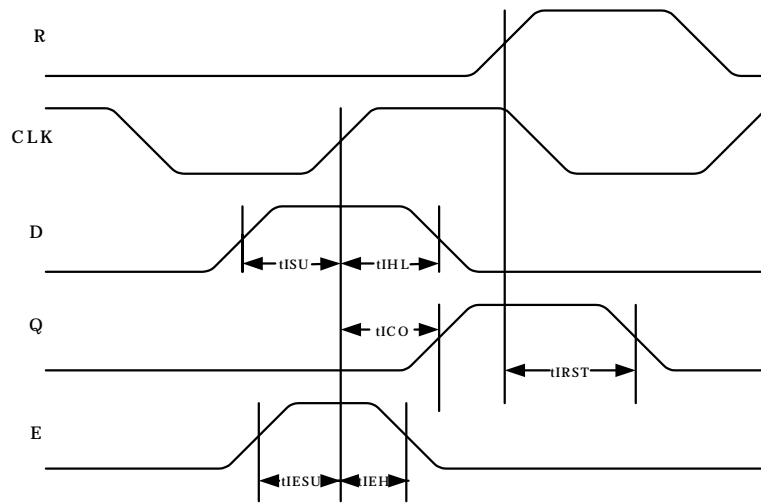 R
CLK
D
tISU tIHL
Q
tICO
tIRST
E
tIESU tIEH